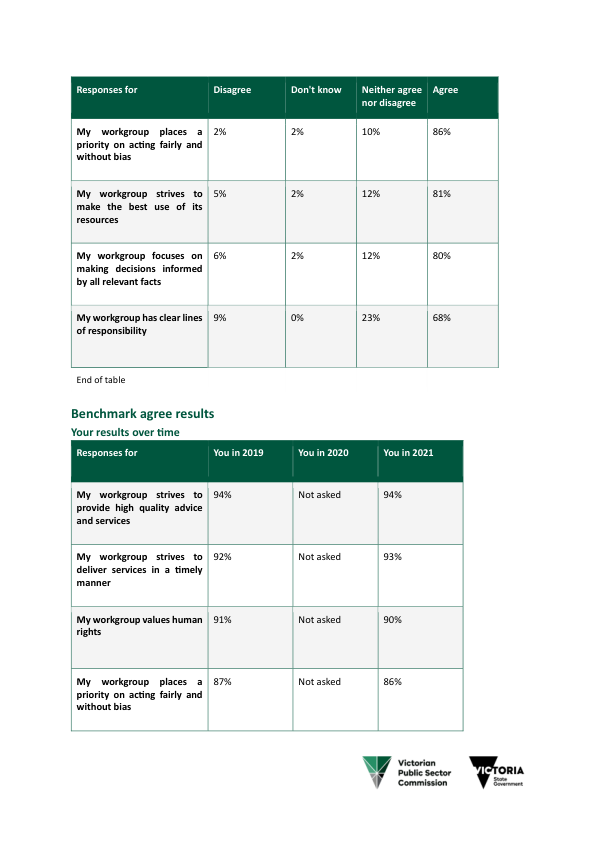 Responses for Disagree Don't know Neither agree Agree
nor disagree
My workgroup places a 2% 2% 10% 86%
priority on acting fairly and
without bias
My workgroup strives to 5% 2% 12% 81%
make the best use of its
resources
My workgroup focuses on 6% 2% 12% 80%
making decisions informed
by all relevant facts
My workgroup has clear lines 9% 0% 23% 68%
of responsibility
End of table
Benchmark agree results
Your results over time
Responses for You in 2019 You in 2020 You in 2021
My workgroup strives to 94% Not asked 94%
provide high quality advice
and services
My workgroup strives to 92% Not asked 93%
deliver services in a timely
manner
My workgroup values human 91% Not asked 90%
rights
My workgroup places a 87% Not asked 86%
priority on acting fairly and
without bias
Victorian
Public Sector
Commission
VICTORIA
State
Government